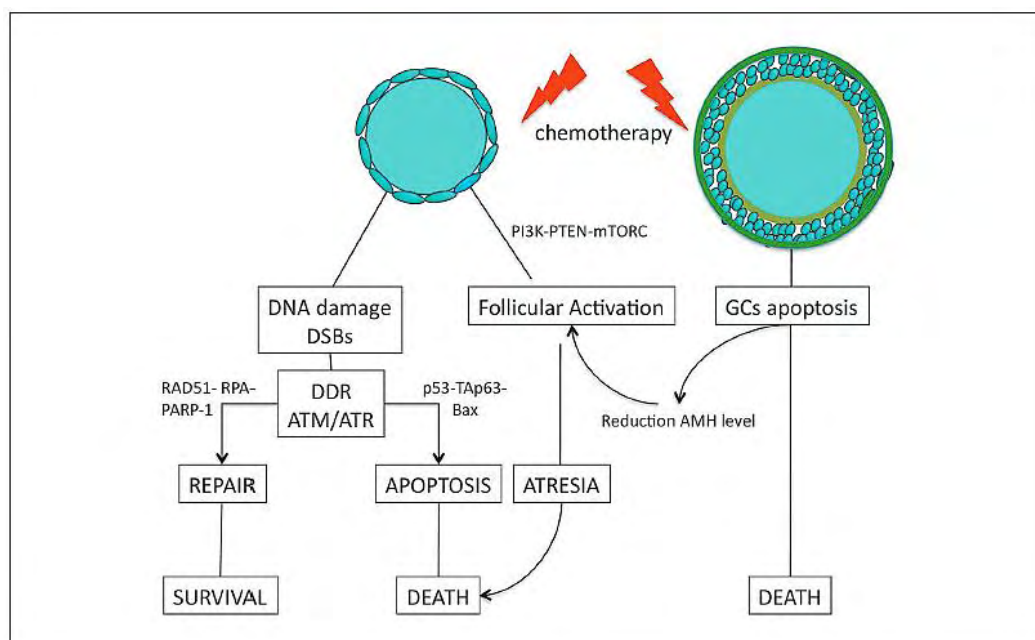 chemotherapy
PI3K-PTEN-mTORC
DNA damage
DSBs
Follicular Activation
GCs apoptosis
RAD51- RPA-
PARP-1
DDR
ATM/ATR
p53-TAp63-
Bax
Reduction AMH level
REPAIR
APOPTOSIS
ATRESIA
SURVIVAL
DEATH
DEATH